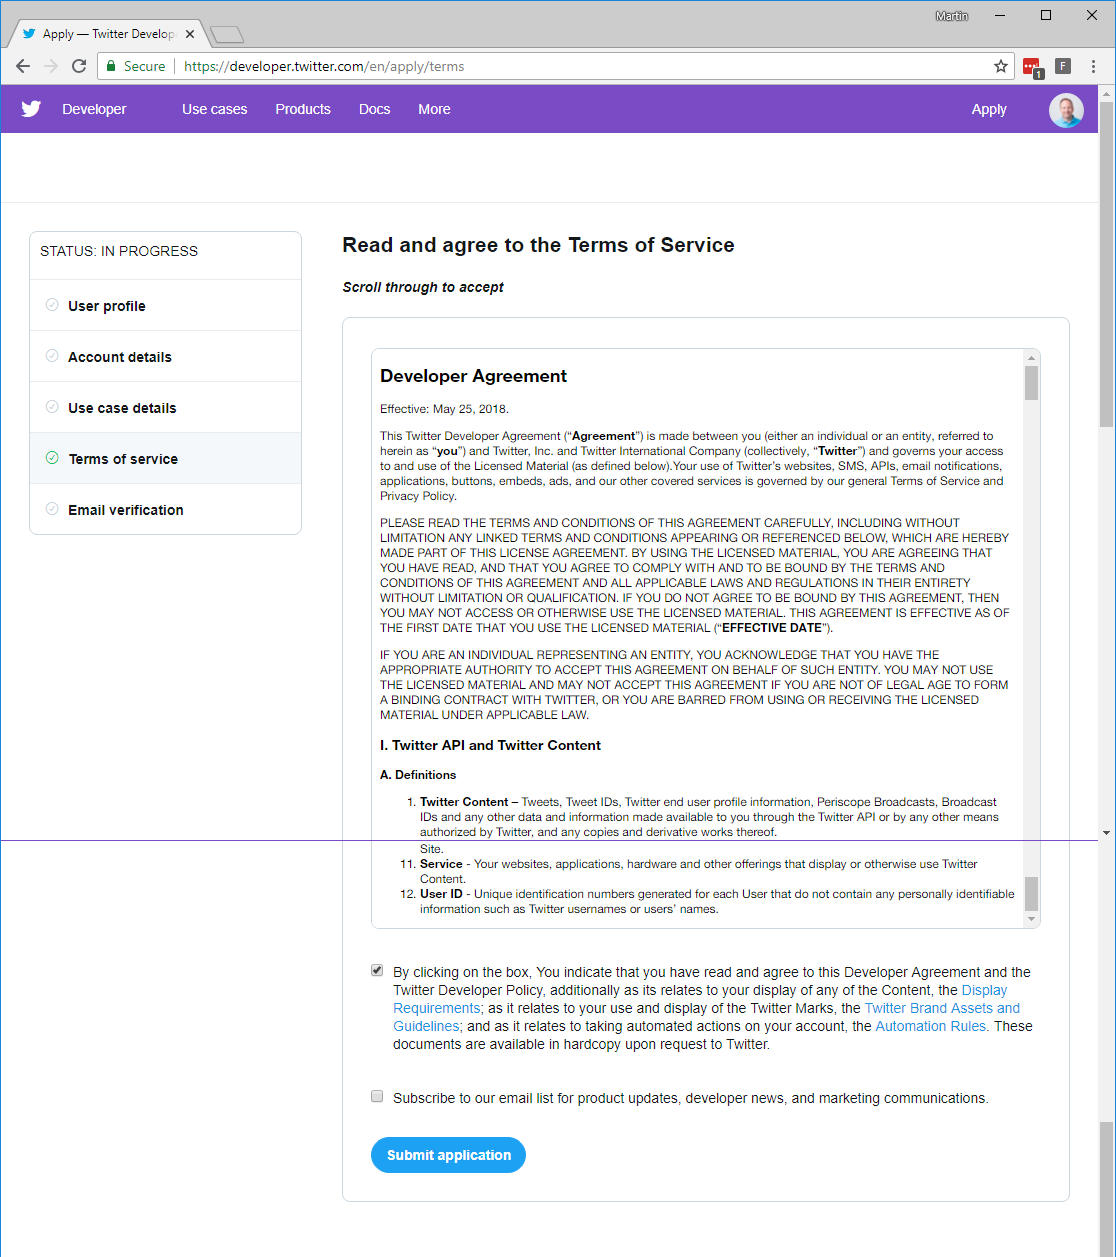 Martin
Apply — Twitter Develop
Secure
https://developer.twitter.com/en/apply/terms
1
F
Developer
Use cases
Products
Docs
More
Apply
STATUS: IN PROGRESS
User profile
Account details
Use case details
Terms of service
Email verification
Read and agree to the Terms of Service
Scroll through to accept
Developer Agreement
Effective: May 25, 2018.
This Twitter Developer Agreement (“Agreement”) is made between you (either an individual or an entity, referred to
herein as “you”) and Twitter, Inc. and Twitter International Company (collectively, “Twitter”) and governs your access
to and use of the Licensed Material (as defined below).Your use of Twitter’s websites, SMS, APIs, email notifications,
applications, buttons, embeds, ads, and our other covered services is governed by our general Terms of Service and
Privacy Policy.
PLEASE READ THE TERMS AND CONDITIONS OF THIS AGREEMENT CAREFULLY, INCLUDING WITHOUT
LIMITATION ANY LINKED TERMS AND CONDITIONS APPEARING OR REFERENCED BELOW, WHICH ARE HEREBY
MADE PART OF THIS LICENSE AGREEMENT. BY USING THE LICENSED MATERIAL, YOU ARE AGREEING THAT
YOU HAVE READ, AND THAT YOU AGREE TO COMPLY WITH AND TO BE BOUND BY THE TERMS AND
CONDITIONS OF THIS AGREEMENT AND ALL APPLICABLE LAWS AND REGULATIONS IN THEIR ENTIRETY
WITHOUT LIMITATION OR QUALIFICATION. IF YOU DO NOT AGREE TO BE BOUND BY THIS AGREEMENT, THEN
YOU MAY NOT ACCESS OR OTHERWISE USE THE LICENSED MATERIAL. THIS AGREEMENT IS EFFECTIVE AS OF
THE FIRST DATE THAT YOU USE THE LICENSED MATERIAL (“EFFECTIVE DATE”).
IF YOU ARE AN INDIVIDUAL REPRESENTING AN ENTITY, YOU ACKNOWLEDGE THAT YOU HAVE THE
APPROPRIATE AUTHORITY TO ACCEPT THIS AGREEMENT ON BEHALF OF SUCH ENTITY. YOU MAY NOT USE
THE LICENSED MATERIAL AND MAY NOT ACCEPT THIS AGREEMENT IF YOU ARE NOT OF LEGAL AGE TO FORM
A BINDING CONTRACT WITH TWITTER, OR YOU ARE BARRED FROM USING OR RECEIVING THE LICENSED
MATERIAL UNDER APPLICABLE LAW.
I. Twitter API and Twitter Content
A. Definitions
1. Twitter Content – Tweets, Tweet IDs, Twitter end user profile information, Periscope Broadcasts, Broadcast
IDs and any other data and information made available to you through the Twitter API or by any other means
authorized by Twitter, and any copies and derivative works thereof.
Site.
11. Service - Your websites, applications, hardware and other offerings that display or otherwise use Twitter
Content.
12. User ID - Unique identification numbers generated for each User that do not contain any personally identifiable
information such as Twitter usernames or users’ names.
By clicking on the box, You indicate that you have read and agree to this Developer Agreement and the
Twitter Developer Policy, additionally as its relates to your display of any of the Content, the Display
Requirements; as it relates to your use and display of the Twitter Marks, the Twitter Brand Assets and
Guidelines; and as it relates to taking automated actions on your account, the Automation Rules. These
documents are available in hardcopy upon request to Twitter.
Subscribe to our email list for product updates, developer news, and marketing communications.
Submit application